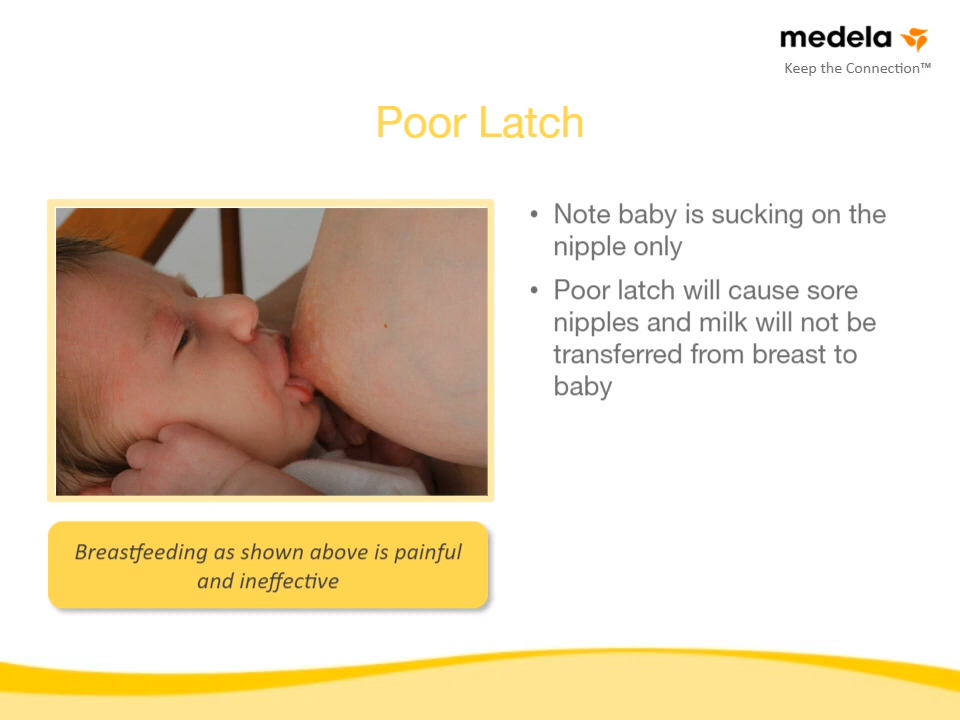 medela
Keep the Connection™
Poor Latch
• Note baby is sucking on the
nipple only
• Poor latch will cause sore
nipples and milk will not be
transferred from breast to
baby
Breastfeeding as shown above is painful
and ineffective